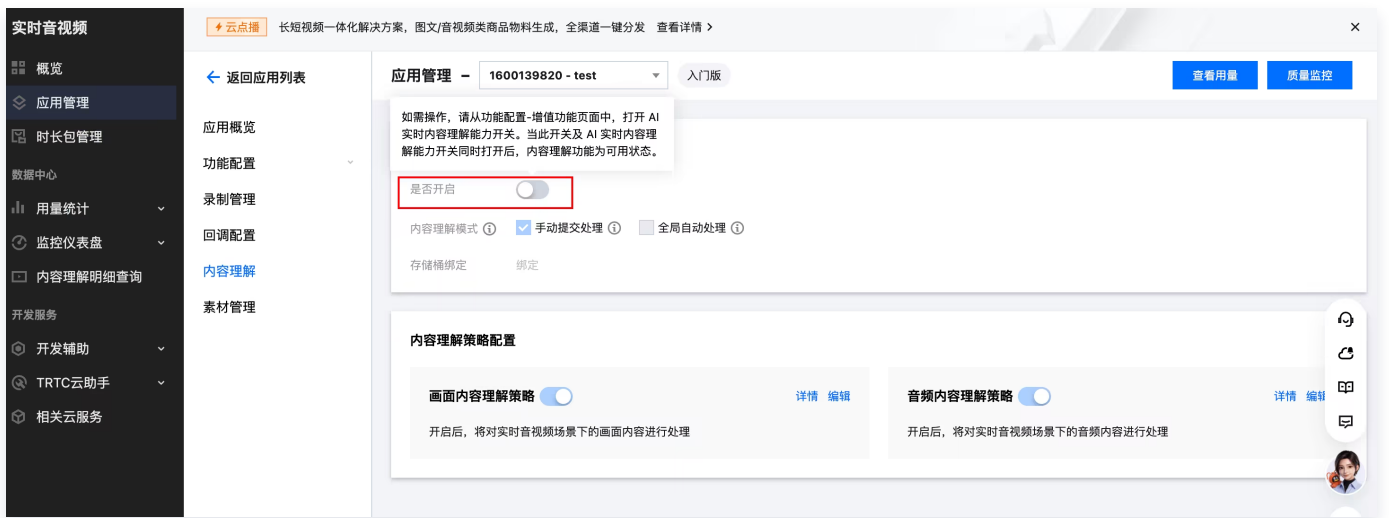 实时音视频
云点播 长短视频一体化解决方案，图文/音视频类商品物料生成，全渠道一键分发 查看详情 >
概览
应用管理
时长包管理
数据中心
用量统计
监控仪表盘
内容理解明细查询
开发服务
开发辅助
TRTC云助手
相关云服务
返回应用列表
应用概览
功能配置
录制管理
回调配置
内容理解
素材管理
应用管理 – 1600139820 - test 入门版 查看用量 质量监控
如需操作，请从功能配置-增值功能页面中，打开 AI
实时内容理解能力开关。当此开关及 AI 实时内容理
解能力开关同时打开后，内容理解功能为可用状态。
是否开启
内容理解模式 手动提交处理 全局自动处理
存储桶绑定 绑定
内容理解策略配置
画面内容理解策略 详情 编辑
开启后，将对实时音视频场景下的画面内容进行处理
音频内容理解策略 详情 编辑
开启后，将对实时音视频场景下的音频内容进行处理